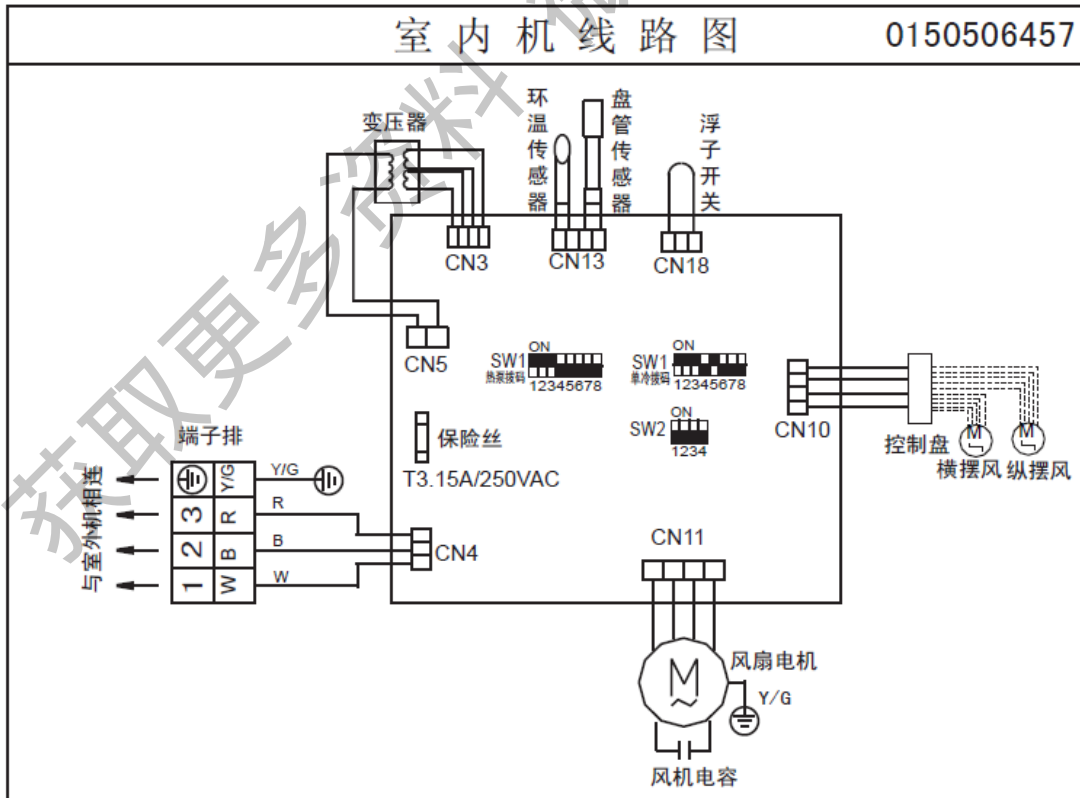 室内机线路图
0150506457
变压器
环温传感器
盘管传感器
浮子开关
CN3
CN13
CN18
CN5
SW1
热泵拨码
ON
12345678
SW1
单冷拨码
ON
12345678
SW2
ON
1234
CN10
控制盘
M
横摆风
M
纵摆风
保险丝
T3.15A/250VAC
端子排
与室外机相连
Y/G
Y/G
3
R
R
2
B
B
1
W
W
CN4
CN11
M
风扇电机
Y/G
风机电容
获取更多资料